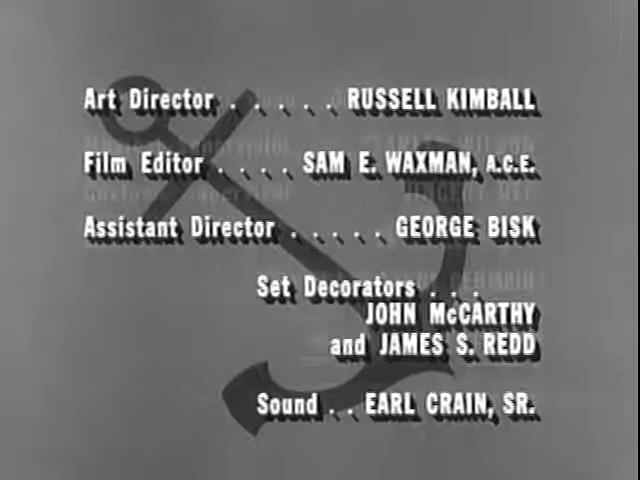 Art Director . . . . . RUSSELL KIMBALL
Film Editor . . . . SAM E. WAXMAN, A.C.E.
Assistant Director . . . . . GEORGE BISK
Set Decorators . . .
JOHN McCARTHY
and JAMES S. REDD
Sound . . EARL CRAIN, SR.